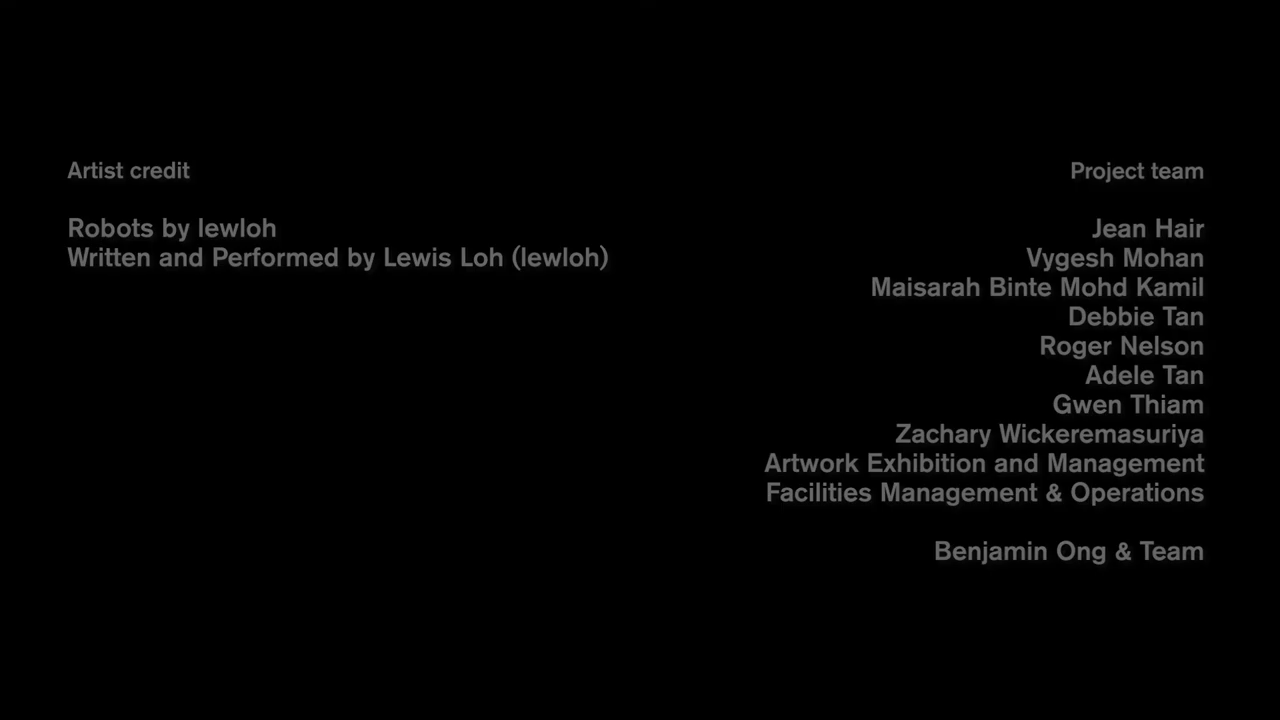 Artist credit
Robots by lewloh
Written and Performed by Lewis Loh (lewloh)
Project team
Jean Hair
Vygesh Mohan
Maisarah Binte Mohd Kamil
Debbie Tan
Roger Nelson
Adele Tan
Gwen Thiam
Zachary Wickeremasuriya
Artwork Exhibition and Management
Facilities Management & Operations
Benjamin Ong & Team